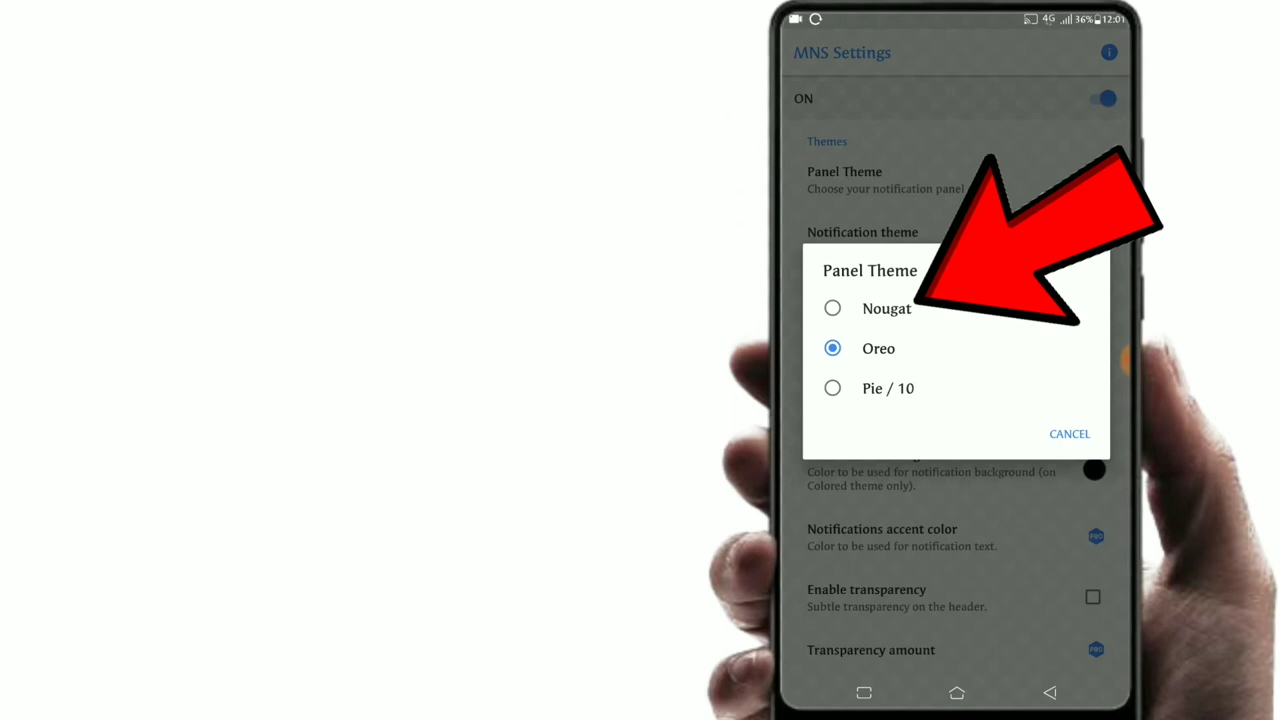 4G 36% 12:01
MNS Settings
ON
Themes
Panel Theme
Choose your notification panel
Notification theme
Panel Theme
Nougat
Oreo
Pie / 10
CANCEL
Color to be used for notification background (on
Colored theme only).
Notifications accent color
PRO
Color to be used for notification text.
Enable transparency
Subtle transparency on the header.
Transparency amount
PRO